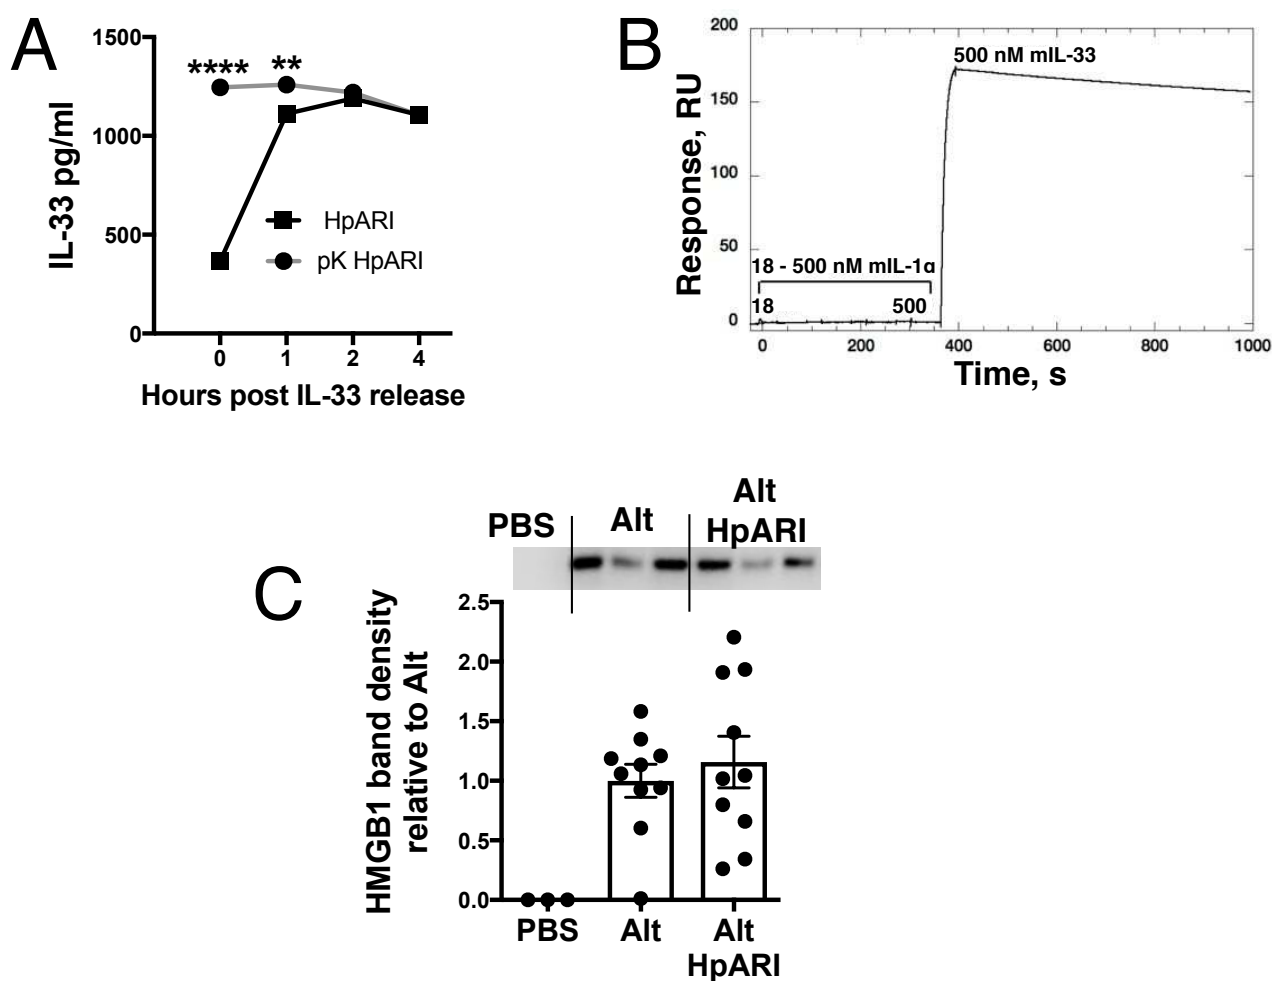 A
1500
1000
500
0
IL-33 pg/ml
****
**
HpARI
pK HpARI
0 1 2 4
Hours post IL-33 release
B
200
150
100
50
0
Response, RU
500 nM mIL-33
18 - 500 nM mIL-1α
18 500
0 200 400 600 800 1000
Time, s
C
PBS
Alt
Alt
HpARI
HMGB1 band density
relative to Alt
2.5
2.0
1.5
1.0
0.5
0.0
PBS Alt Alt
HpARI